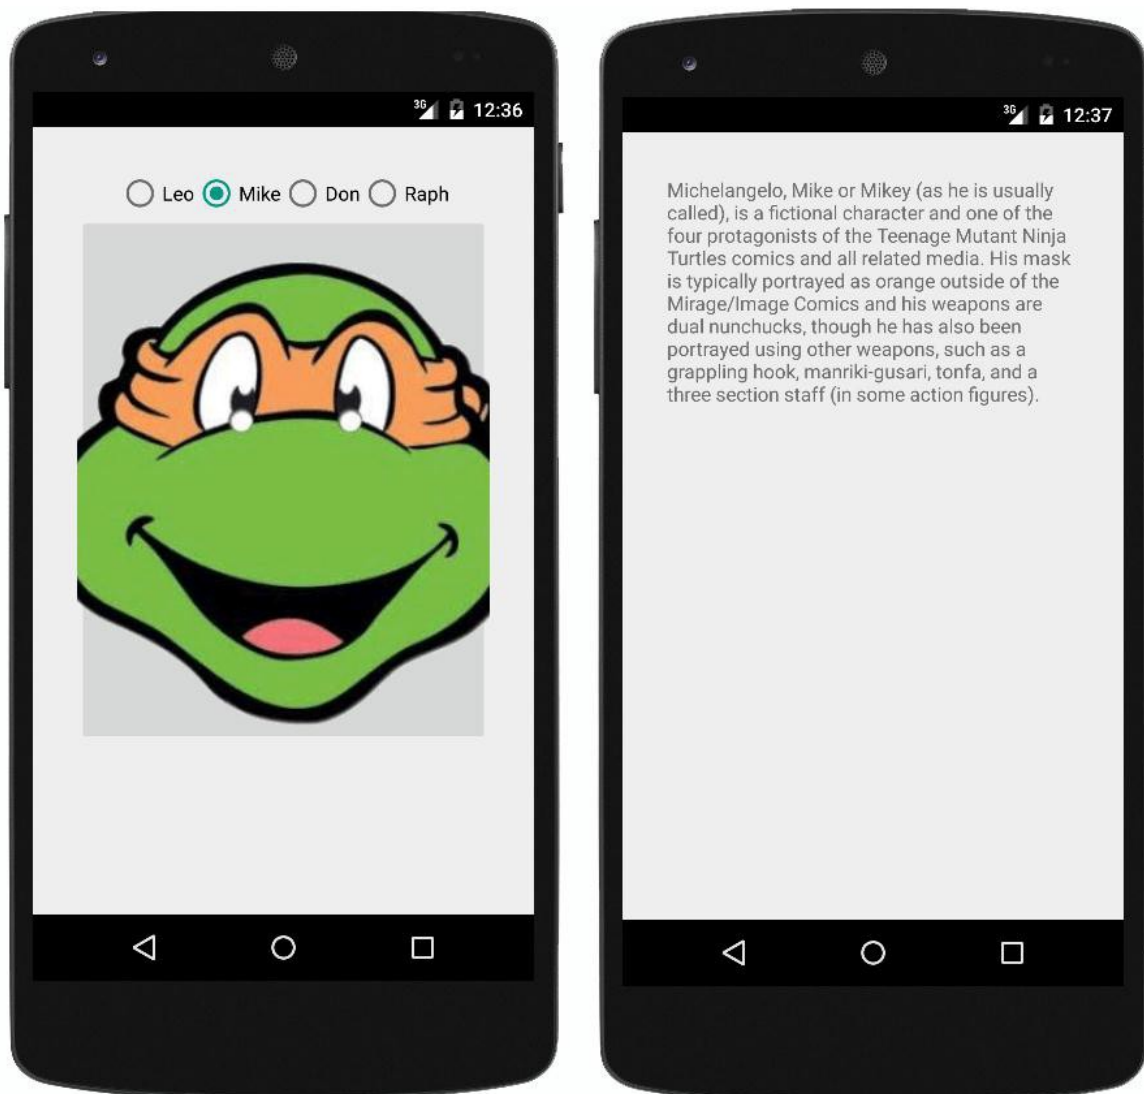 3G 12:36
Leo Mike Don Raph
3G 12:37
Michelangelo, Mike or Mikey (as he is usually
called), is a fictional character and one of the
four protagonists of the Teenage Mutant Ninja
Turtles comics and all related media. His mask
is typically portrayed as orange outside of the
Mirage/Image Comics and his weapons are
dual nunchucks, though he has also been
portrayed using other weapons, such as a
grappling hook, manriki-gusari, tonfa, and a
three section staff (in some action figures).